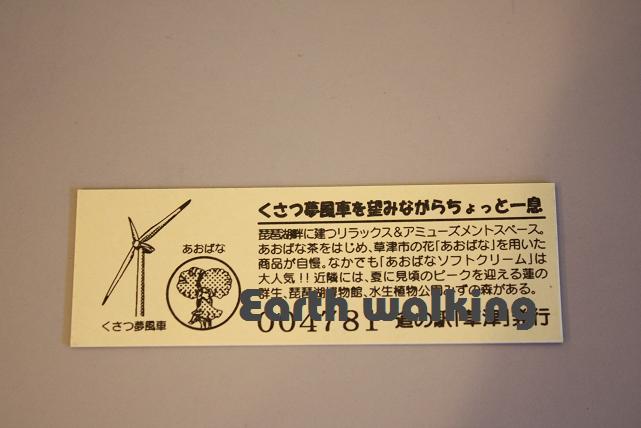 くさつ夢風車を望みながらちょっと一息
琵琶湖畔に建つリラックス&アミューズメントスペース。
あおばな茶をはじめ、草津市の花「あおばな」を用いた
商品が自慢。なかでも「あおばなソフトクリーム」は
大人気!!近隣には、夏に見頃のピークを迎える蓮の
群生、琵琶湖博物館、水生植物公園みずの森がある。
004781 道の駅「草津」発行
あおばな
くさつ夢風車
Earth walking